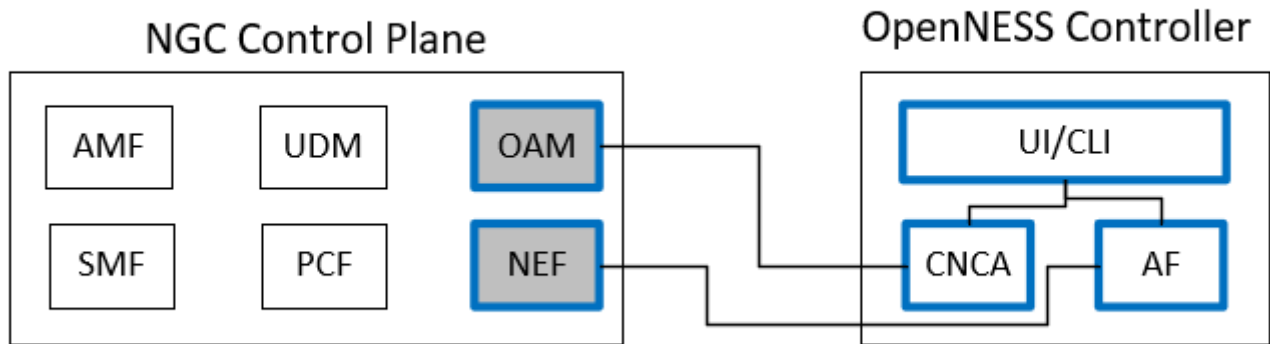 NGC Control Plane
OpenNESS Controller
AMF
UDM
OAM
UI/CLI
SMF
PCF
NEF
CNCA
AF